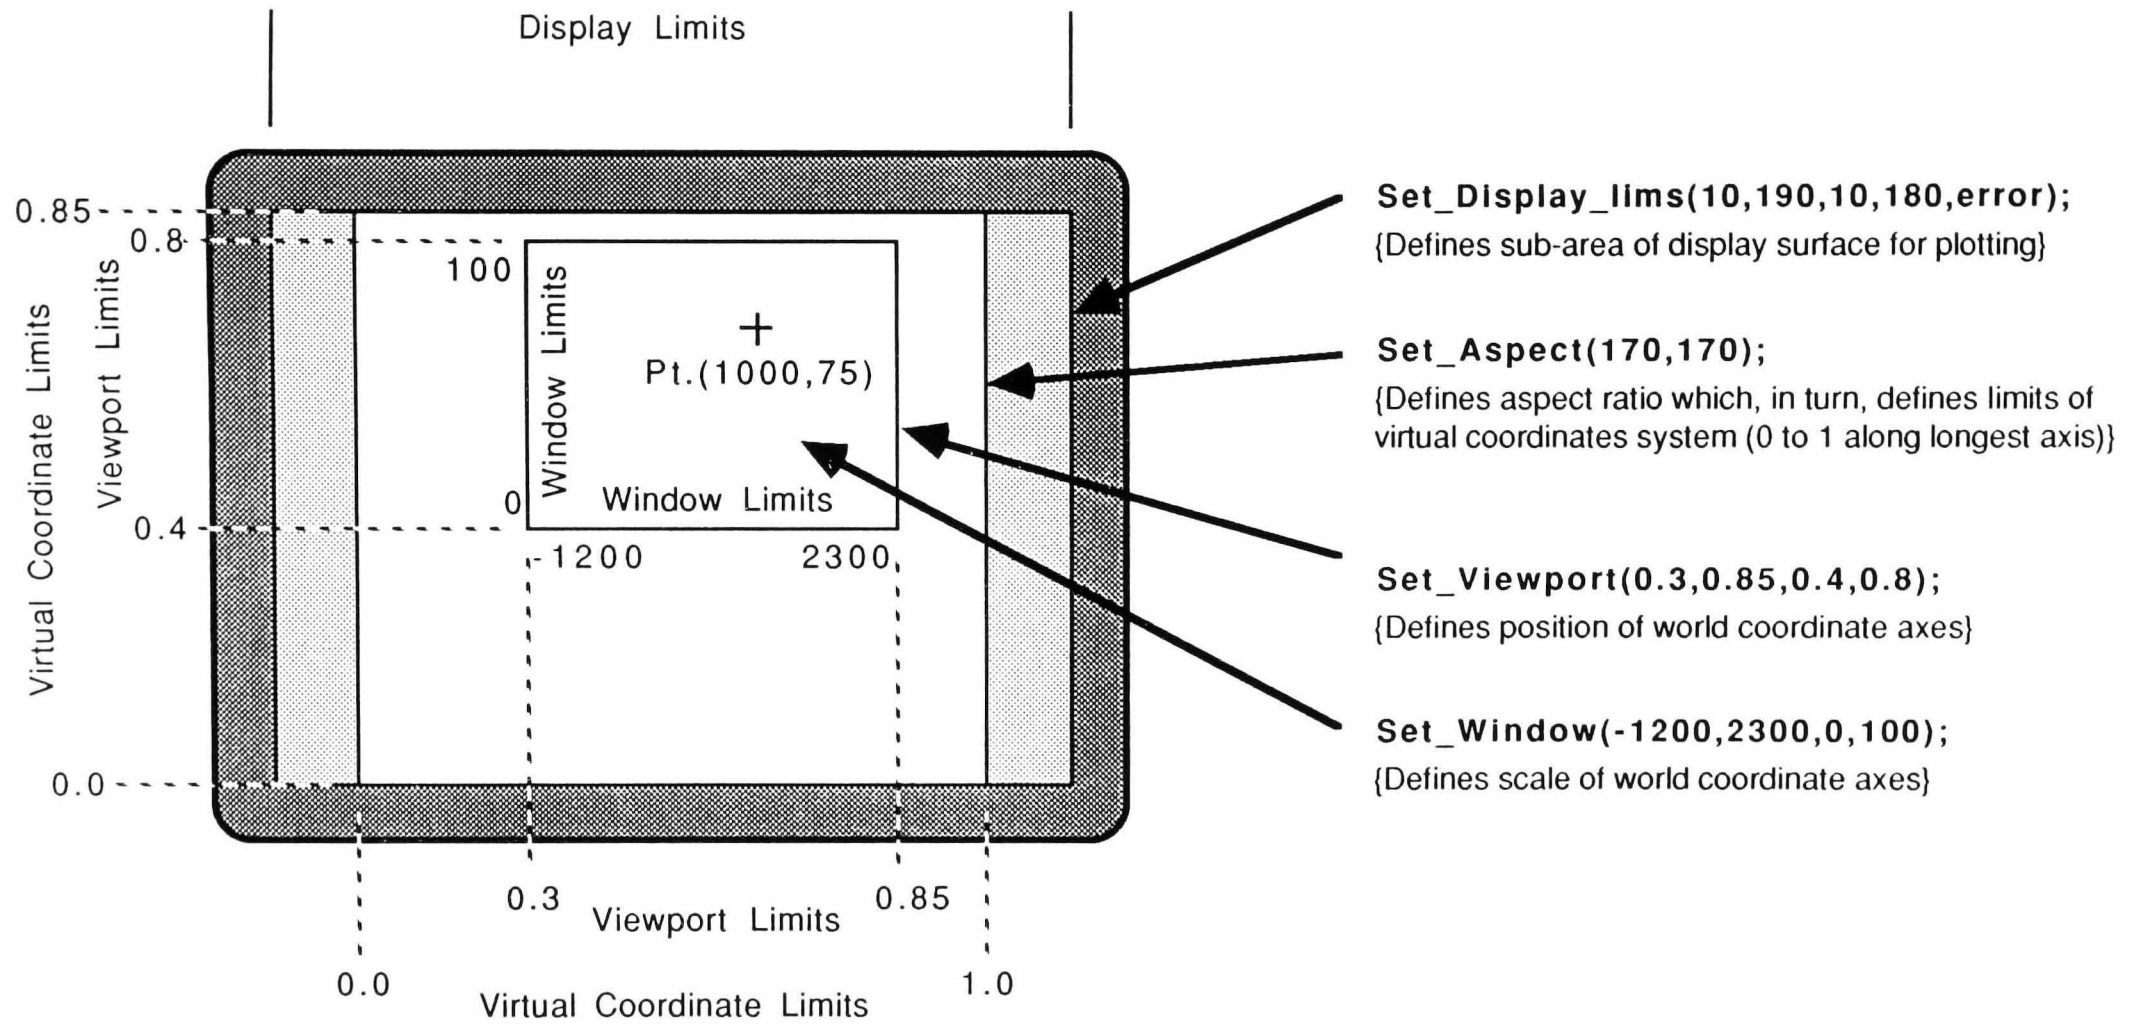 Display Limits
0.85
0.8
100
Window Limits
Viewport Limits
Virtual Coordinate Limits
Pt.(1000,75)
0
Window Limits
0.4
-1200
2300
0.0
0.3
0.85
Viewport Limits
0.0
1.0
Virtual Coordinate Limits
Set_Display_lims(10,190,10,180,error);
{Defines sub-area of display surface for plotting}
Set_Aspect(170,170);
{Defines aspect ratio which, in turn, defines limits of
virtual coordinates system (0 to 1 along longest axis)}
Set_Viewport(0.3,0.85,0.4,0.8);
{Defines position of world coordinate axes}
Set_Window(-1200,2300,0,100);
{Defines scale of world coordinate axes}